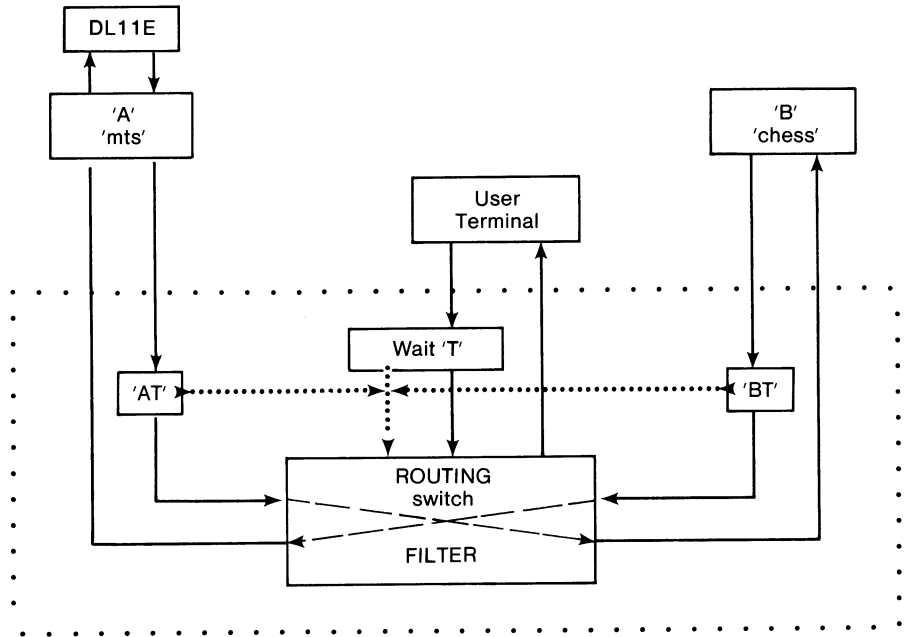 DL11E
'A'
'mts'
'B'
'chess'
User
Terminal
Wait 'T'
'AT'
'BT'
ROUTING
switch
FILTER